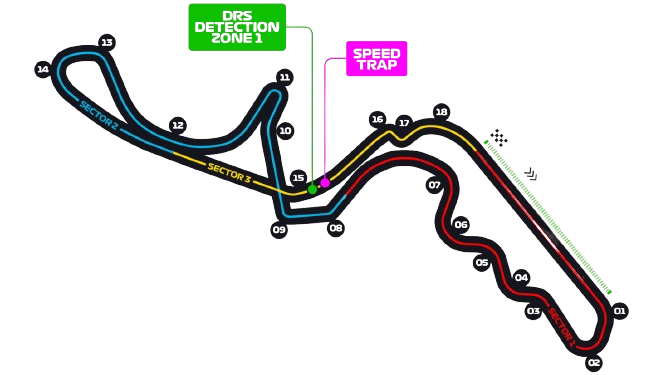 DRS
DETECTION
ZONE 1
SPEED
TRAP
13
14
11
12
10
16
17
18
15
SECTOR 2
SECTOR 3
07
09
08
06
05
04
03
01
SECTOR 1
02